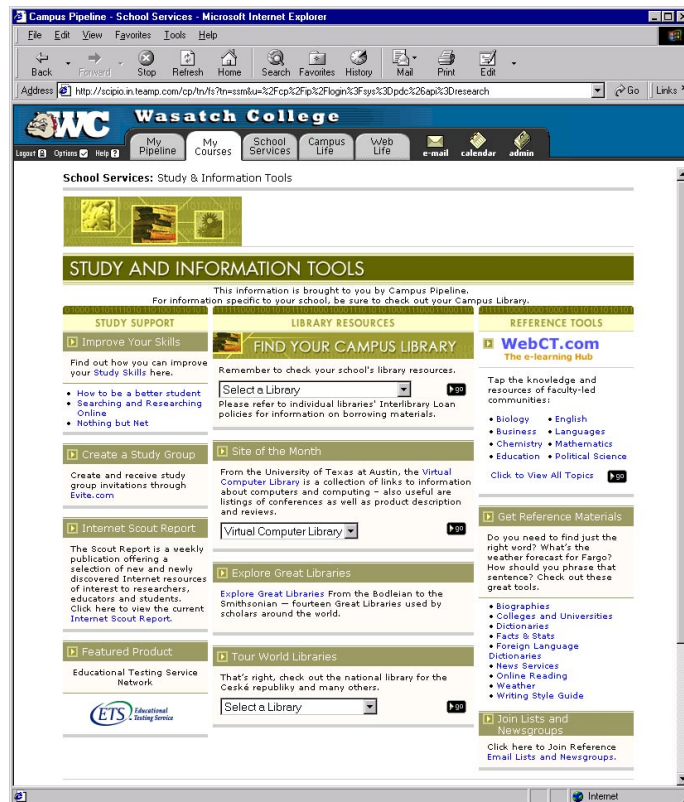 Campus Pipeline - School Services - Microsoft Internet Explorer
File Edit View Favorites Tools Help
Back Forward Stop Refresh Home Search Favorites History Mail Print Edit
Address http://scipio.in.teamp.com/cp/tn/fs?tn=ssm&u=%2Fcp%2Fip%2Flogin%3Fsys%3Dpdc%26api%3Dresearch Go Links
WC Wasatch College
My Pipeline
My Courses
School Services
Campus Life
Web Life
e-mail calendar admin
Logout Options Help
School Services: Study & Information Tools
STUDY AND INFORMATION TOOLS
This information is brought to you by Campus Pipeline.
For information specific to your school, be sure to check out your Campus Library.
STUDY SUPPORT
Improve Your Skills
Find out how you can improve
your Study Skills here.
• How to be a better student
• Searching and Researching
Online
• Nothing but Net
Create a Study Group
Create and receive study
group invitations through
Evite.com
Internet Scout Report
The Scout Report is a weekly
publication offering a
selection of new and newly
discovered Internet resources
of interest to researchers,
educators and students.
Click here to view the current
Internet Scout Report.
Featured Product
Educational Testing Service
Network
ETS Educational
Testing Service
LIBRARY RESOURCES
FIND YOUR CAMPUS LIBRARY
Remember to check your school's library resources.
Select a Library go
Please refer to individual libraries' Interlibrary Loan
policies for information on borrowing materials.
Site of the Month
From the University of Texas at Austin, the Virtual
Computer Library is a collection of links to information
about computers and computing – also useful are
listings of conferences as well as product description
and reviews.
Virtual Computer Library go
Explore Great Libraries
Explore Great Libraries From the Bodleian to the
Smithsonian — fourteen Great Libraries used by
scholars around the world.
Tour World Libraries
That's right, check out the national library for the
Ceské republiky and many others.
Select a Library go
REFERENCE TOOLS
WebCT.com
The e-learning Hub
Tap the knowledge and
resources of faculty-led
communities:
• Biology • English
• Business • Languages
• Chemistry • Mathematics
• Education • Political Science
Click to View All Topics go
Get Reference Materials
Do you need to find just the
right word? What's the
weather forecast for Fargo?
How should you phrase that
sentence? Check out these
great tools.
• Biographies
• Colleges and Universities
• Dictionaries
• Facts & Stats
• Foreign Language
Dictionaries
• News Services
• Online Reading
• Weather
• Writing Style Guide
Join Lists and
Newsgroups
Click here to Join Reference
Email Lists and Newsgroups.
Internet